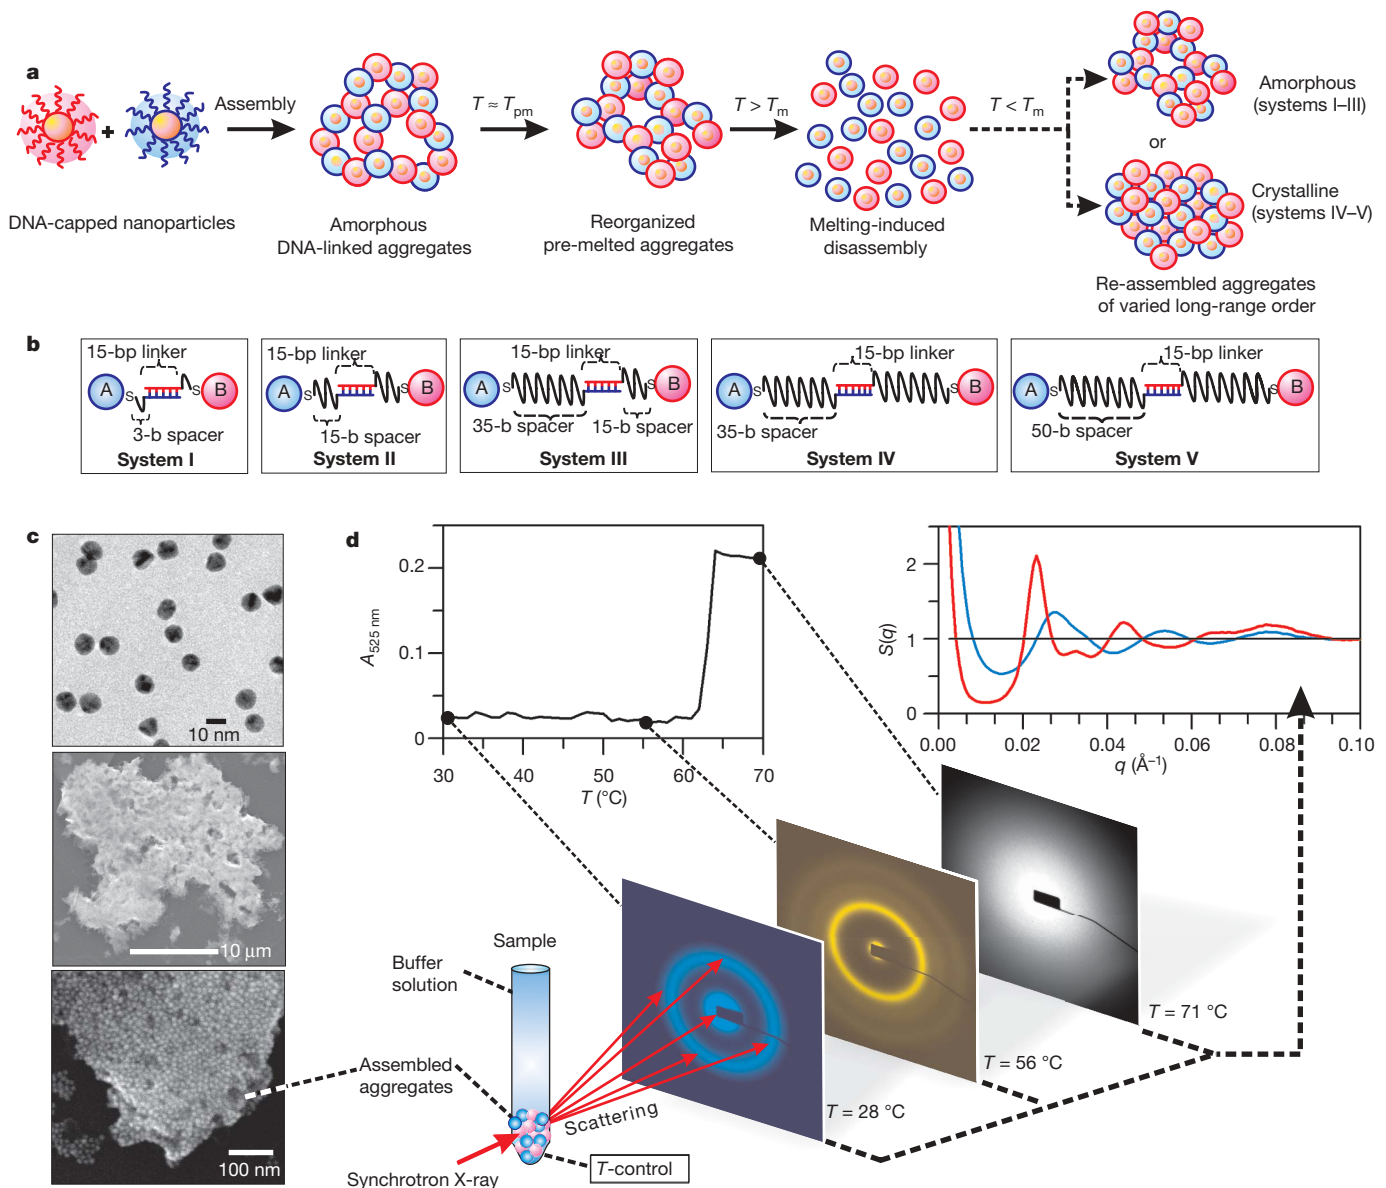 a
Assembly
T ≈ Tpm
T > Tm
T < Tm
Amorphous
(systems I–III)
or
Crystalline
(systems IV–V)
DNA-capped nanoparticles
Amorphous
DNA-linked aggregates
Reorganized
pre-melted aggregates
Melting-induced
disassembly
Re-assembled aggregates
of varied long-range order
b
15-bp linker
A
S
S
B
3-b spacer
System I
15-bp linker
A
S
S
B
15-b spacer
System II
15-bp linker
A
S
S
B
35-b spacer
15-b spacer
System III
15-bp linker
A
S
S
B
35-b spacer
System IV
15-bp linker
A
S
S
B
50-b spacer
System V
c
10 nm
10 μm
100 nm
d
A525 nm
0.2
0.1
0
30
40
50
60
70
T (°C)
S(q)
2
1
0
0.00
0.02
0.04
0.06
0.08
0.10
q (Å–1)
Sample
Buffer
solution
Assembled
aggregates
Scattering
Synchrotron X-ray
T-control
T = 28 °C
T = 56 °C
T = 71 °C